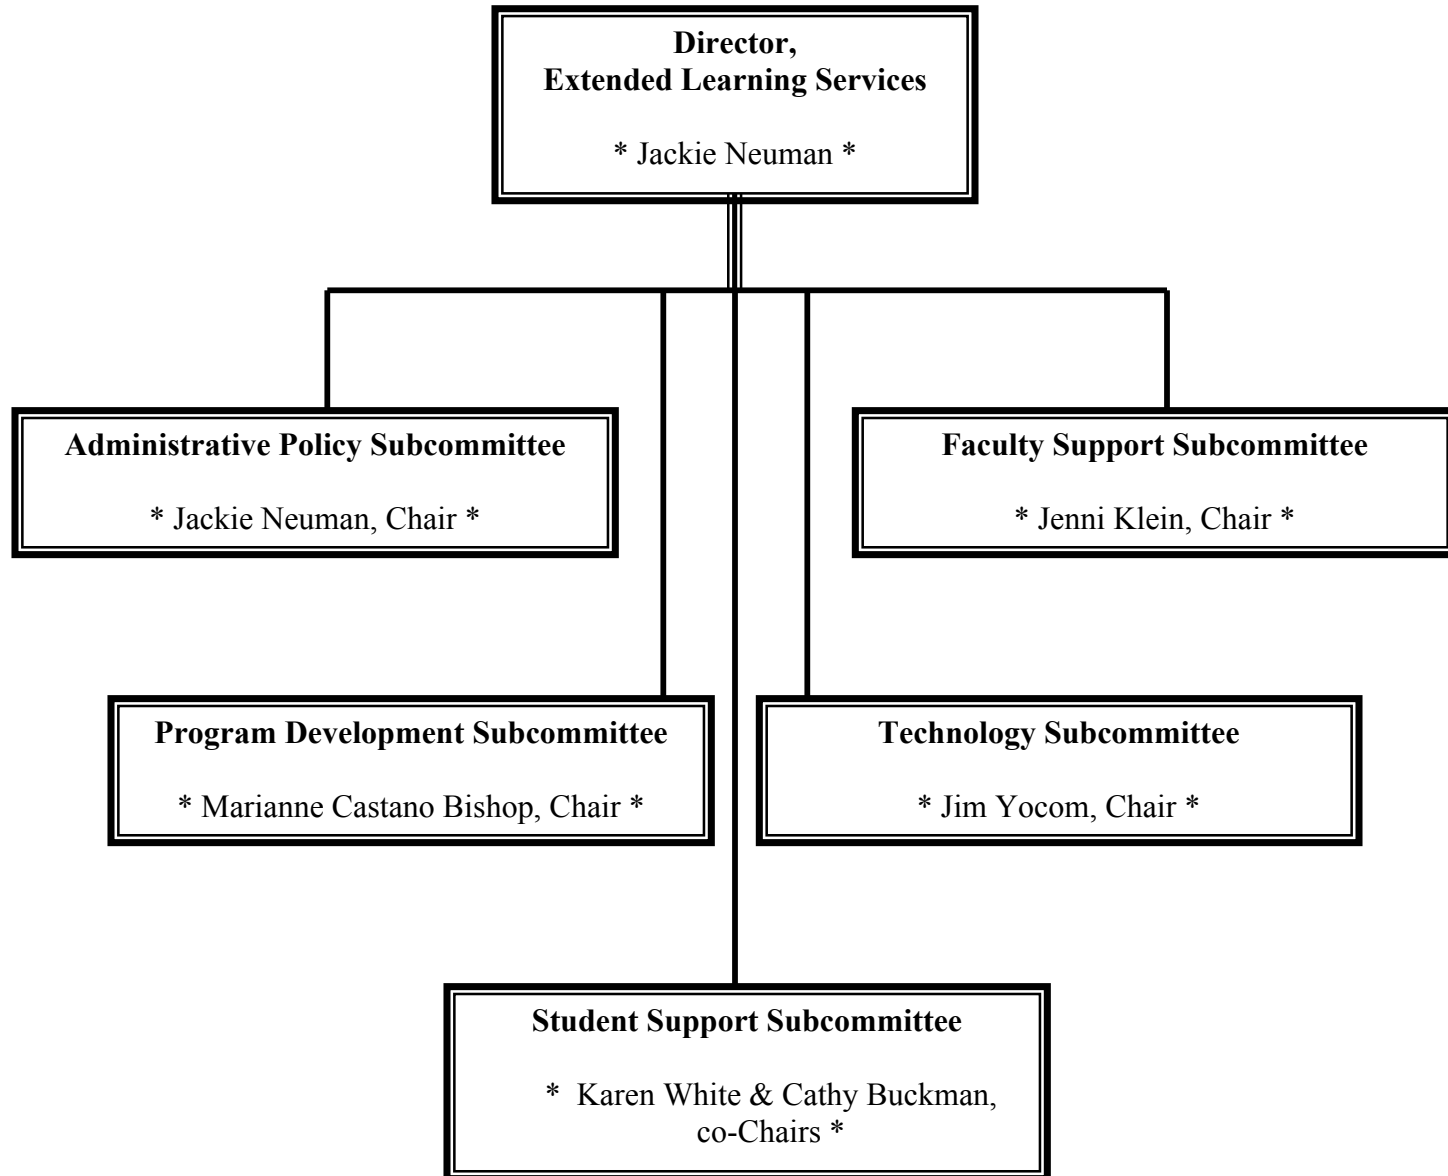 Director,
Extended Learning Services
* Jackie Neuman *
Administrative Policy Subcommittee
* Jackie Neuman, Chair *
Faculty Support Subcommittee
* Jenni Klein, Chair *
Program Development Subcommittee
* Marianne Castano Bishop, Chair *
Technology Subcommittee
* Jim Yocom, Chair *
Student Support Subcommittee
* Karen White & Cathy Buckman,
co-Chairs *